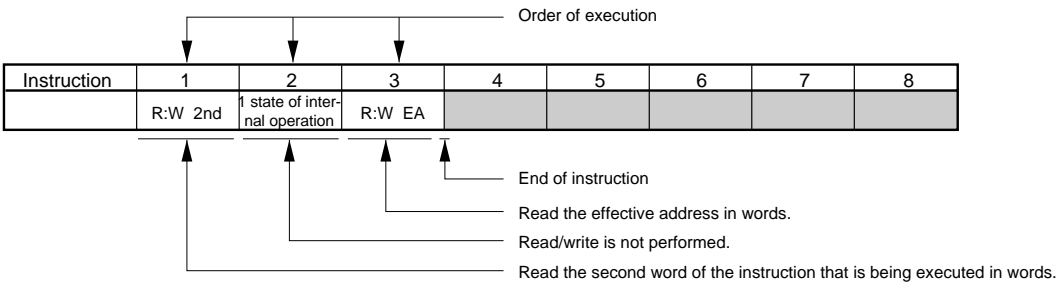 Order of execution
Instruction 1 2 3 4 5 6 7 8
R:W 2nd 1 state of inter- R:W EA
nal operation
End of instruction
Read the effective address in words.
Read/write is not performed.
Read the second word of the instruction that is being executed in words.